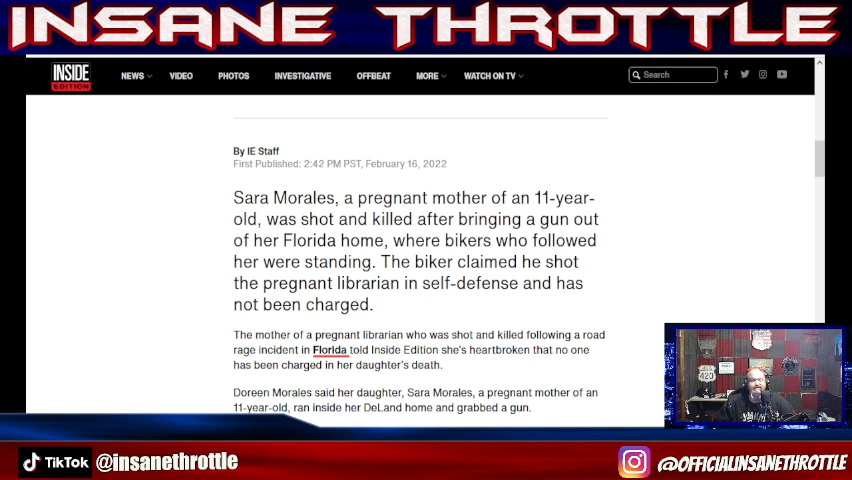 INSANE THROTTLE
INSIDE EDITION
NEWS VIDEO PHOTOS INVESTIGATIVE OFFBEAT MORE WATCH ON TV Search
By IE Staff
First Published: 2:42 PM PST, February 16, 2022
Sara Morales, a pregnant mother of an 11-year-
old, was shot and killed after bringing a gun out
of her Florida home, where bikers who followed
her were standing. The biker claimed he shot
the pregnant librarian in self-defense and has
not been charged.
The mother of a pregnant librarian who was shot and killed following a road
rage incident in Florida told Inside Edition she's heartbroken that no one
has been charged in her daughter's death.
Doreen Morales said her daughter, Sara Morales, a pregnant mother of an
11-year-old, ran inside her DeLand home and grabbed a gun.
420
TikTok @insanethrottle @OFFICIALINSANETHROTTLE